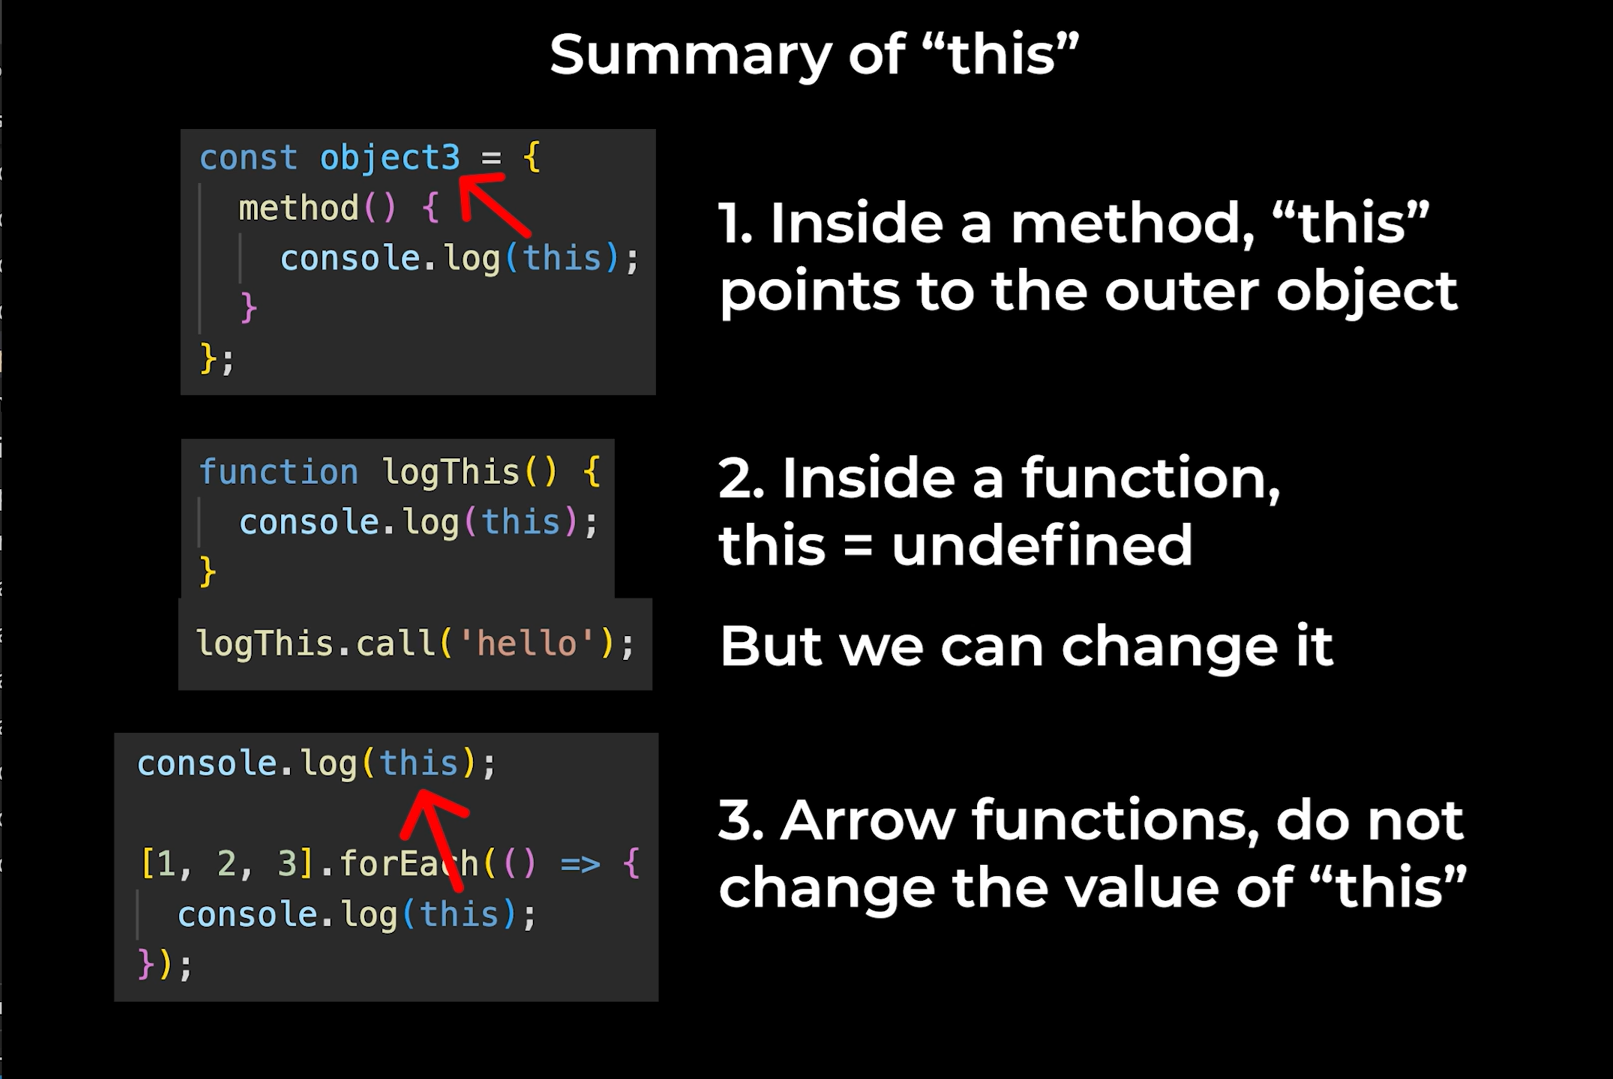 Summary of “this”
const object3 = {
method() {
console.log(this);
}
};
1. Inside a method, “this”
points to the outer object
function logThis() {
console.log(this);
}
logThis.call('hello');
2. Inside a function,
this = undefined
But we can change it
console.log(this);
[1, 2, 3].forEach(() => {
console.log(this);
});
3. Arrow functions, do not
change the value of “this”